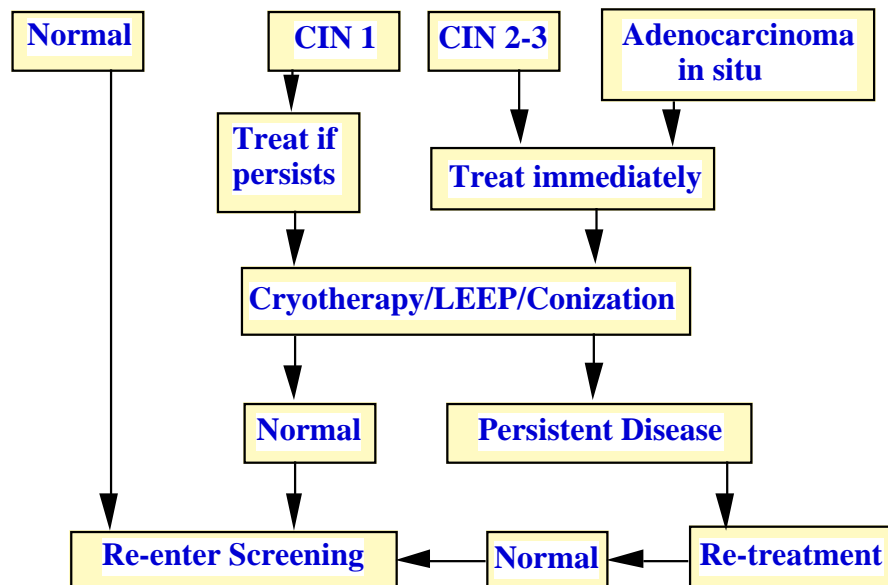 Normal
CIN 1
CIN 2-3
Adenocarcinoma
in situ
Treat if
persists
Treat immediately
Cryotherapy/LEEP/Conization
Normal
Persistent Disease
Re-enter Screening
Normal
Re-treatment